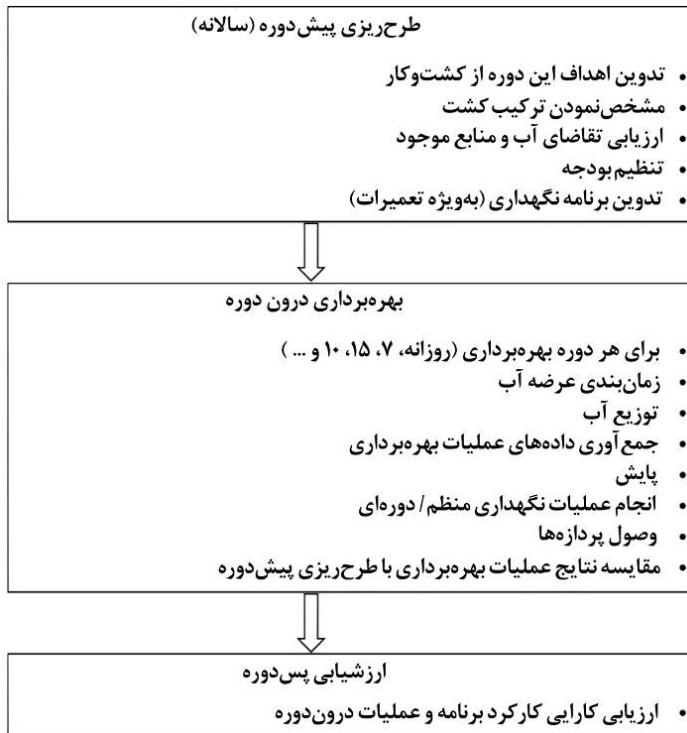 طرح‌ریزی پیش‌دوره (سالانه)
• تدوین اهداف این دوره از کشت‌وکار
• مشخص‌نمودن ترکیب کشت
• ارزیابی تقاضای آب و منابع موجود
• تنظیم بودجه
• تدوین برنامه نگهداری (به‌ویژه تعمیرات)
بهره‌برداری درون دوره
• برای هر دوره بهره‌برداری (روزانه، ۷، ۱۵، ۱۰ و ... )
• زمان‌بندی عرضه آب
• توزیع آب
• جمع‌آوری داده‌های عملیات بهره‌برداری
• پایش
• انجام عملیات نگهداری منظم/ دوره‌ای
• وصول پردازه‌ها
• مقایسه نتایج عملیات بهره‌برداری با طرح‌ریزی پیش‌دوره
ارزشیابی پس‌دوره
• ارزیابی کارایی کارکرد برنامه و عملیات درون‌دوره